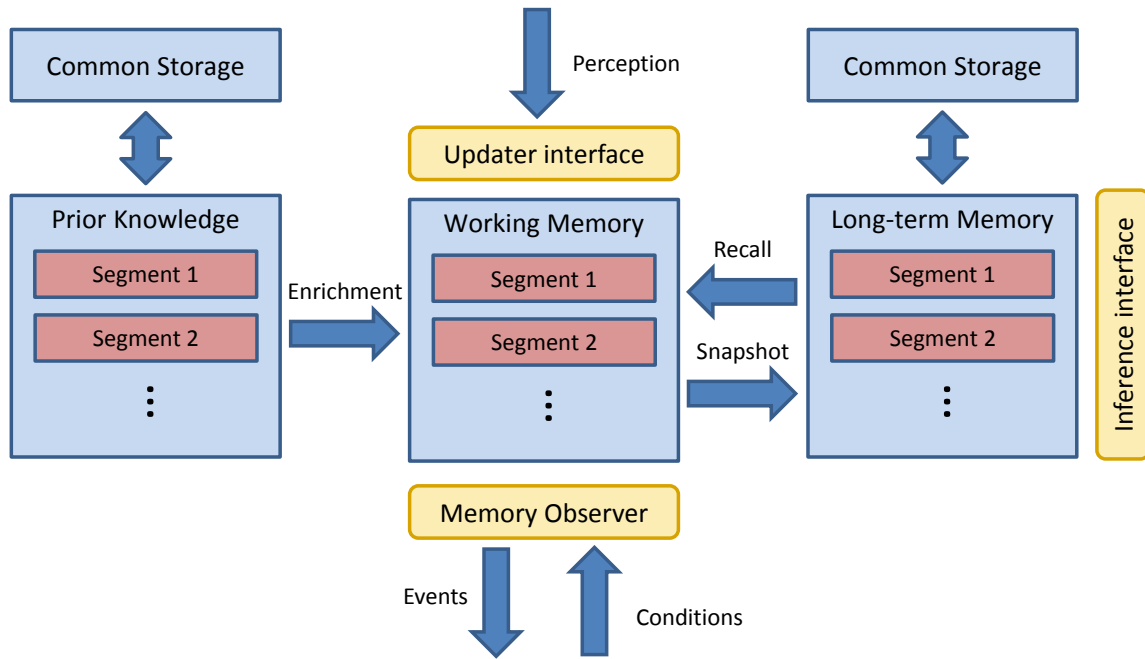 Common Storage
Perception
Common Storage
Updater interface
Prior Knowledge
Segment 1
Segment 2
⋮
Enrichment
Working Memory
Segment 1
Segment 2
⋮
Recall
Snapshot
Long-term Memory
Segment 1
Segment 2
⋮
Inference interface
Memory Observer
Events
Conditions